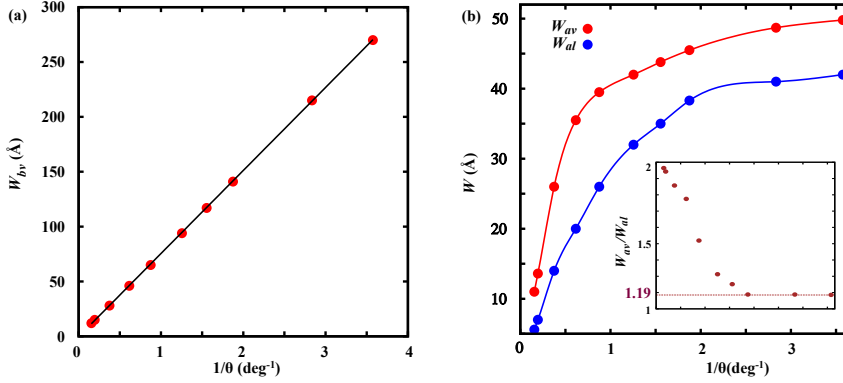 (a)
300
250
200
150
100
50
0
W_bv (Å)
0
1
2
3
4
1/θ (deg⁻¹)
(b)
W_av
W_al
50
40
30
20
10
W (Å)
0
1
2
3
1/θ(deg⁻¹)
2
1.5
1.19
1
W_av/W_al